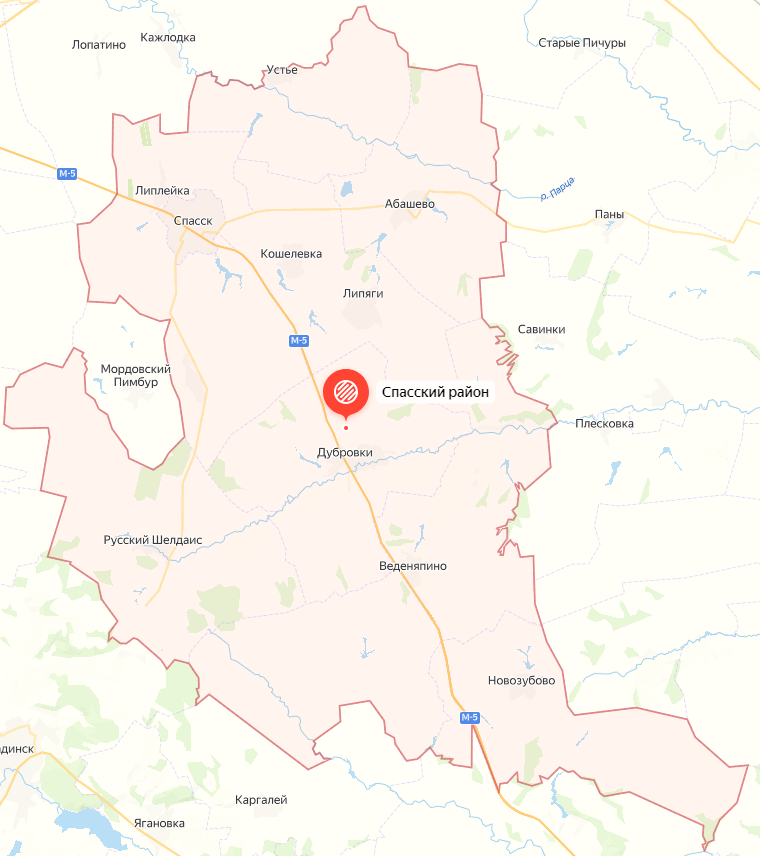 Кажлодка
Лопатино
Старые Пичуры
Устье
М-5
Липлейка
р. Парца
Абашево
Паны
Спасск
Кошелевка
Липяги
Савинки
М-5
Мордовский
Пимбур
Спасский район
Плесковка
Дубровки
Русский Шелдаис
Веденяпино
Новозубово
М-5
динск
Каргалей
Ягановка